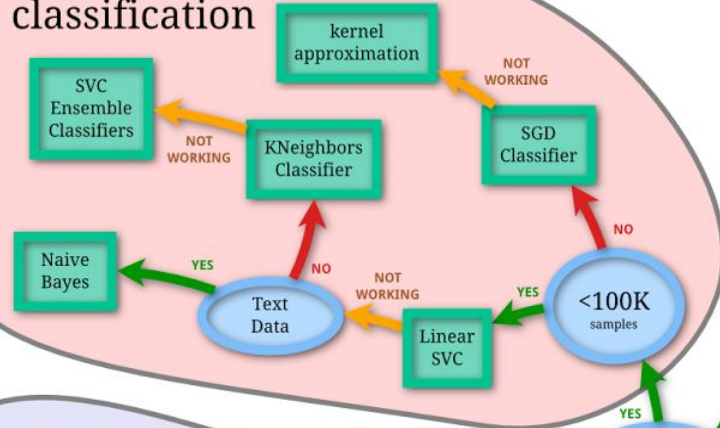 classification
kernel
approximation
NOT
WORKING
SVC
Ensemble
Classifiers
NOT
WORKING
KNeighbors
Classifier
SGD
Classifier
NO
Naive
Bayes
YES
NO
Text
Data
NOT
WORKING
Linear
SVC
YES
<100K
samples
YES